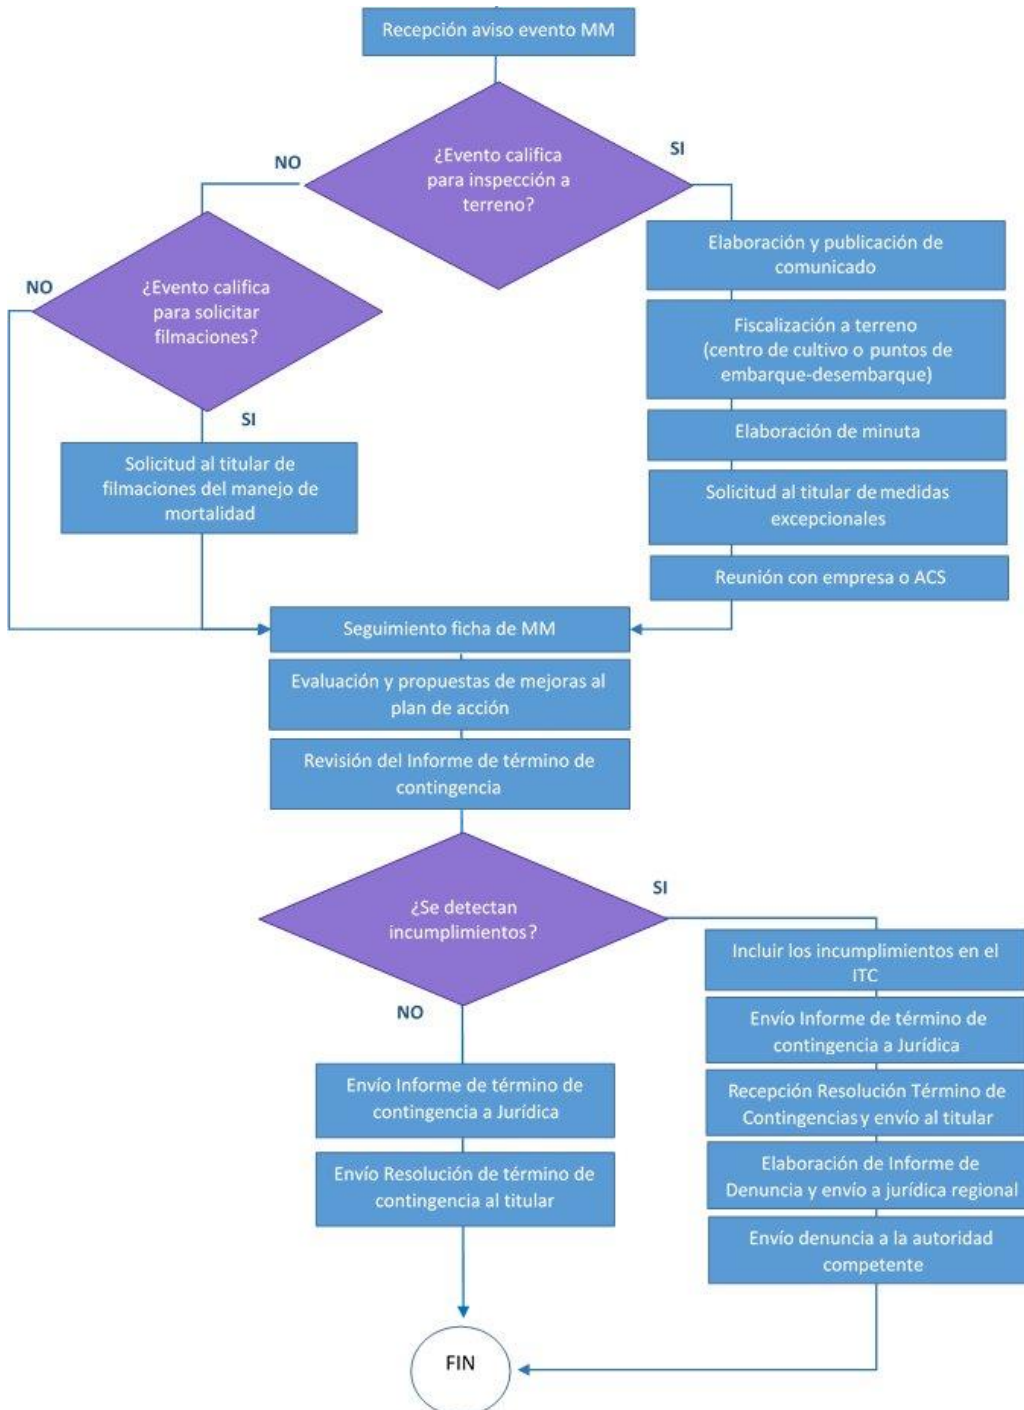 Recepción aviso evento MM
¿Evento califica
para inspección a
terreno?
NO
SI
¿Evento califica
para solicitar
filmaciones?
NO
SI
Solicitud al titular de
filmaciones del manejo de
mortalidad
Elaboración y publicación de
comunicado
Fiscalización a terreno
(centro de cultivo o puntos de
embarque-desembarque)
Elaboración de minuta
Solicitud al titular de medidas
excepcionales
Reunión con empresa o ACS
Seguimiento ficha de MM
Evaluación y propuestas de mejoras al
plan de acción
Revisión del Informe de término de
contingencia
¿Se detectan
incumplimientos?
SI
NO
Envío Informe de término de
contingencia a Jurídica
Envío Resolución de término de
contingencia al titular
Incluir los incumplimientos en el
ITC
Envío Informe de término de
contingencia a Jurídica
Recepción Resolución Término de
Contingencias y envío al titular
Elaboración de Informe de
Denuncia y envío a jurídica regional
Envío denuncia a la autoridad
competente
FIN